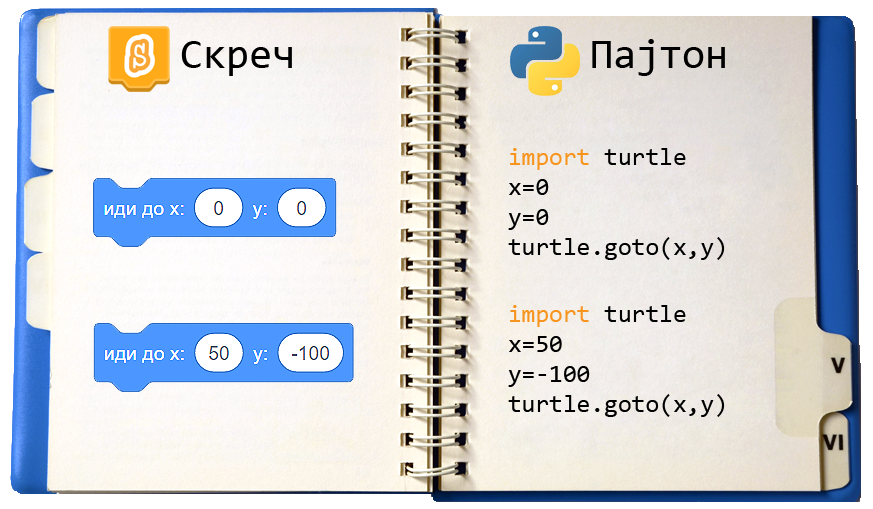 Скреч
иди до x: 0 y: 0
иди до x: 50 y: -100
Пајтон
import turtle
x=0
y=0
turtle.goto(x,y)
import turtle
x=50
y=-100
turtle.goto(x,y)
V
VI